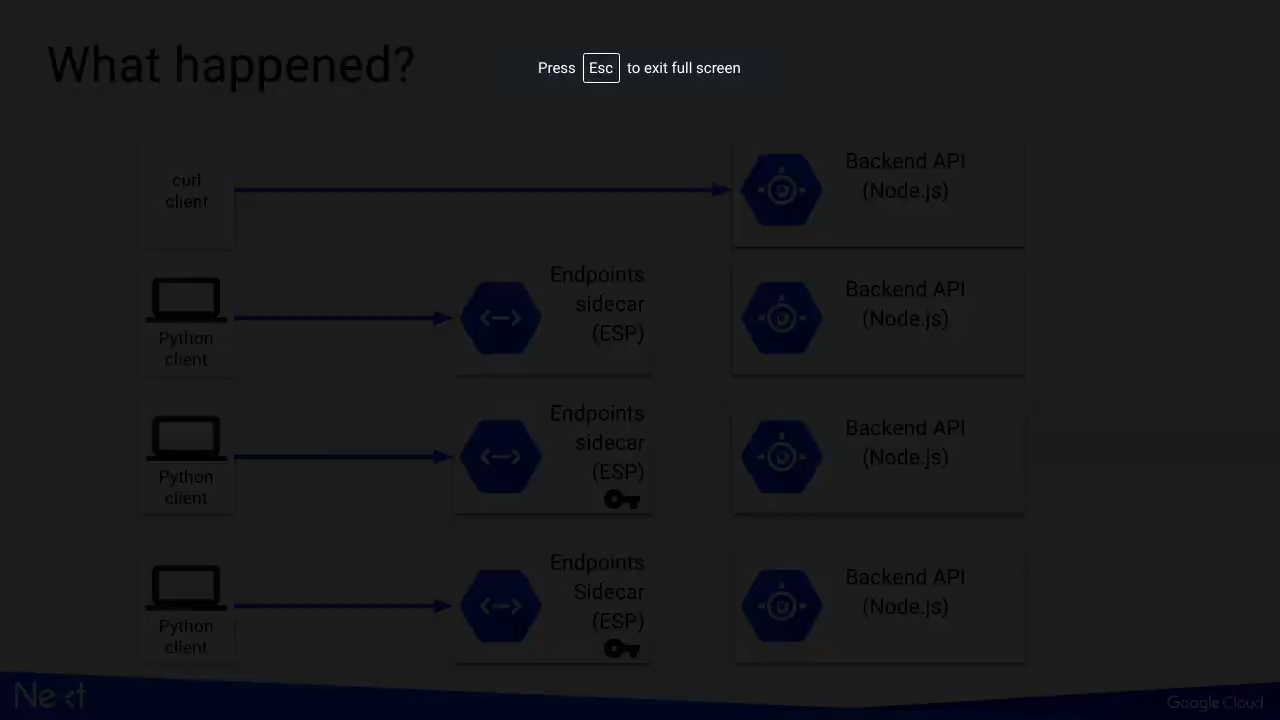 What happened?
Press Esc to exit full screen
curl
client
Backend API
(Node.js)
Python
client
Endpoints
sidecar
(ESP)
Backend API
(Node.js)
Python
client
Endpoints
sidecar
(ESP)
Backend API
(Node.js)
Python
client
Endpoints
Sidecar
(ESP)
Backend API
(Node.js)
Next
Google Cloud